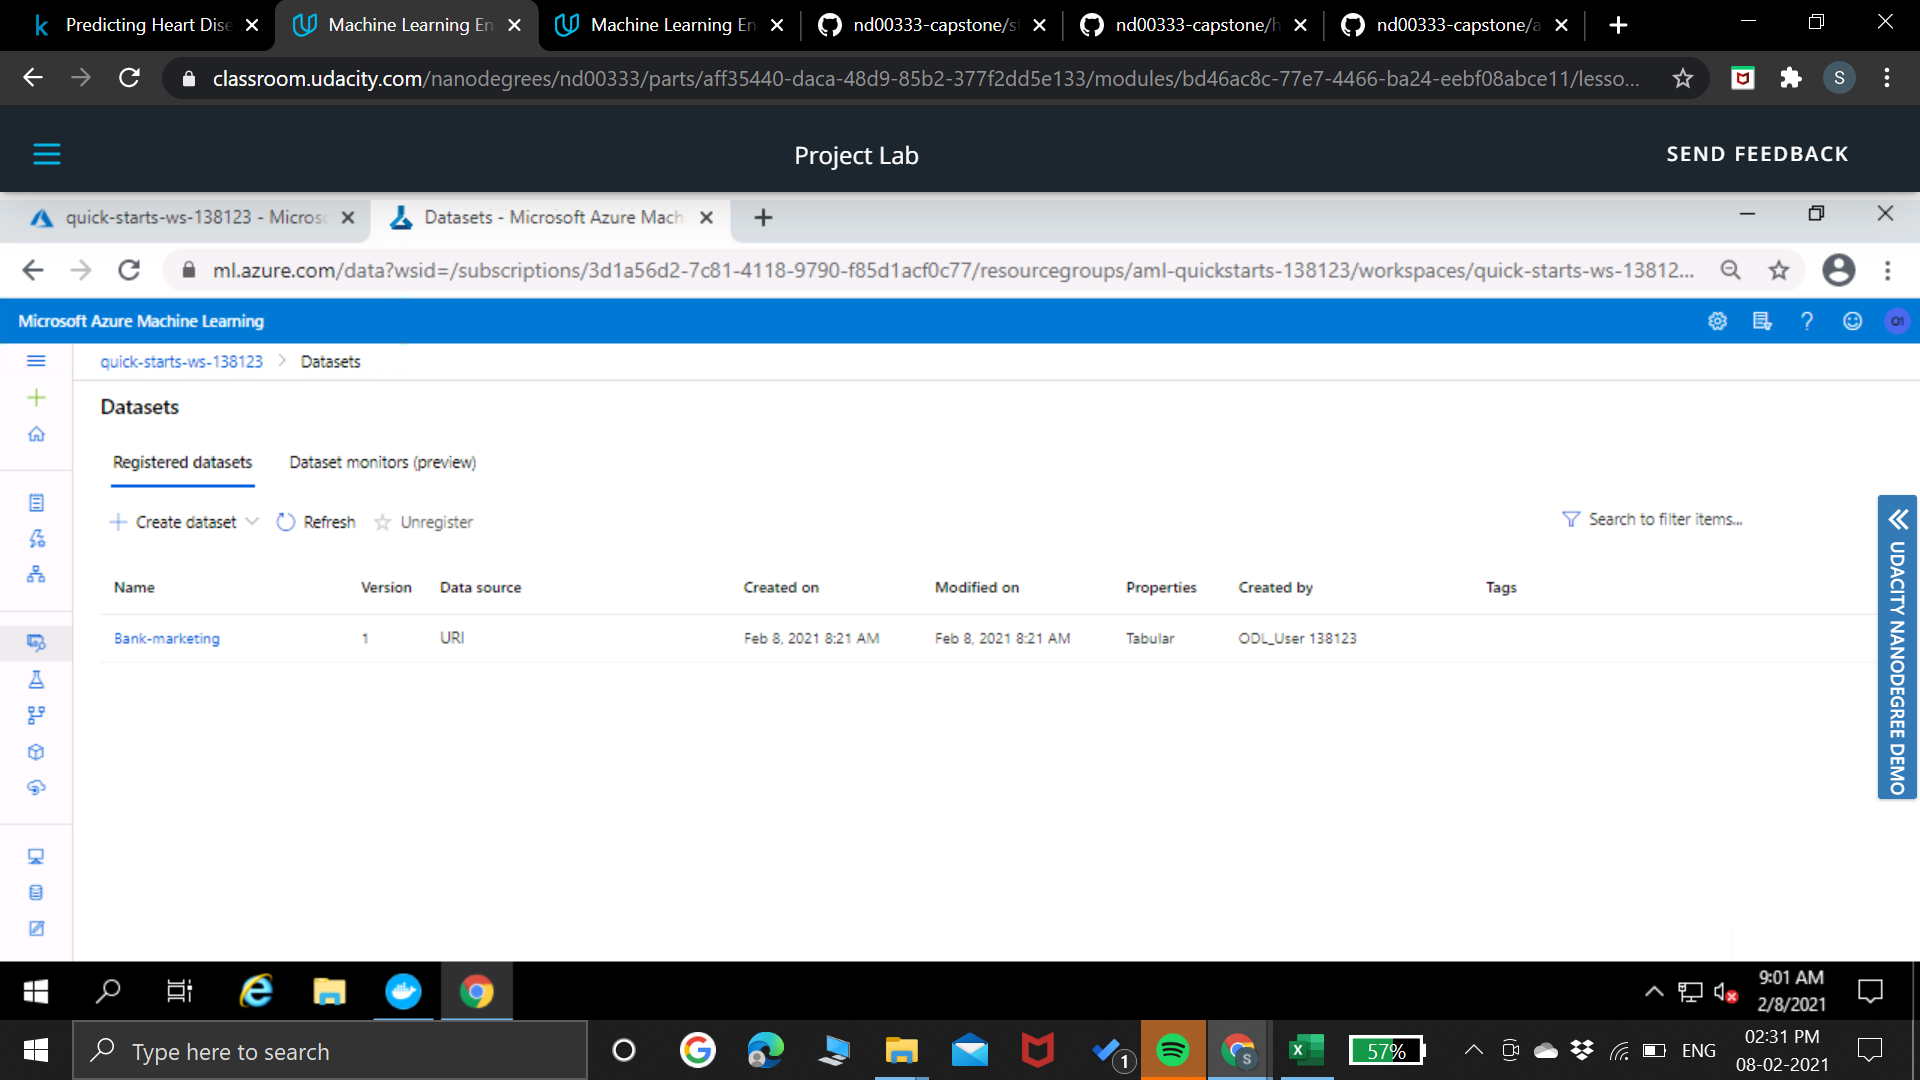 Predicting Heart Dise
Machine Learning En
Machine Learning En
nd00333-capstone/st
nd00333-capstone/h
nd00333-capstone/a
classroom.udacity.com/nanodegrees/nd00333/parts/aff35440-daca-48d9-85b2-377f2dd5e133/modules/bd46ac8c-77e7-4466-ba24-eebf08abce11/lesso...
S
Project Lab
SEND FEEDBACK
quick-starts-ws-138123 - Micros
Datasets - Microsoft Azure Mach
ml.azure.com/data?wsid=/subscriptions/3d1a56d2-7c81-4118-9790-f85d1acf0c77/resourcegroups/aml-quickstarts-138123/workspaces/quick-starts-ws-13812...
Microsoft Azure Machine Learning
quick-starts-ws-138123 > Datasets
Datasets
Registered datasets
Dataset monitors (preview)
Create dataset
Refresh
Unregister
Search to filter items...
Name Version Data source Created on Modified on Properties Created by Tags
Bank-marketing 1 URI Feb 8, 2021 8:21 AM Feb 8, 2021 8:21 AM Tabular ODL_User 138123
UDACITY NANODEGREE DEMO
9:01 AM
2/8/2021
Type here to search
1
S
57%
ENG
02:31 PM
08-02-2021